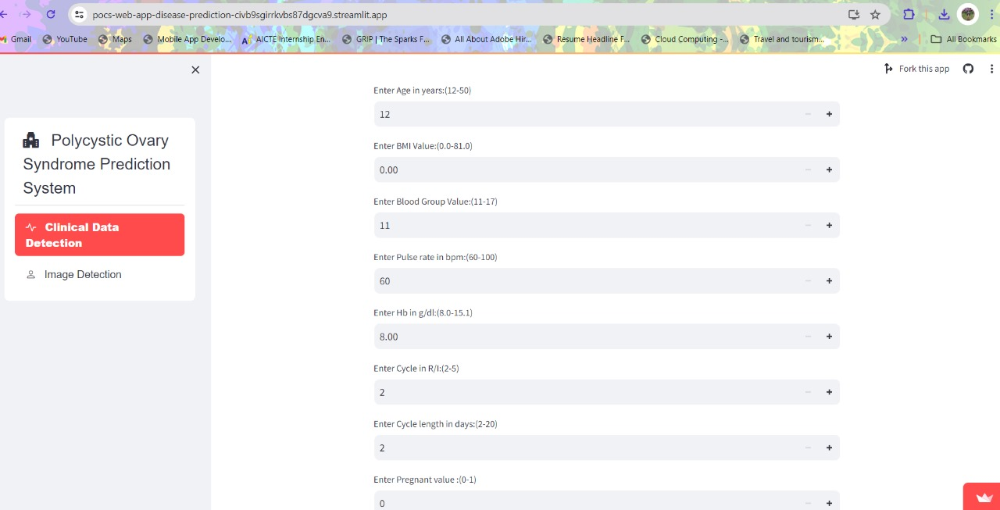 pocs-web-app-disease-prediction-civb9sgirrkvbs87dgcva9.streamlit.app
Gmail YouTube Maps Mobile App Develo... AICTE Internship En... GRIP | The Sparks F... All About Adobe Hir... Resume Headline F... Cloud Computing -... Travel and tourism... » All Bookmarks
Fork this app
Polycystic Ovary
Syndrome Prediction
System
Clinical Data
Detection
Image Detection
Enter Age in years:(12-50)
12
Enter BMI Value:(0.0-81.0)
0.00
Enter Blood Group Value:(11-17)
11
Enter Pulse rate in bpm:(60-100)
60
Enter Hb in g/dl:(8.0-15.1)
8.00
Enter Cycle in R/I:(2-5)
2
Enter Cycle length in days:(2-20)
2
Enter Pregnant value :(0-1)
0